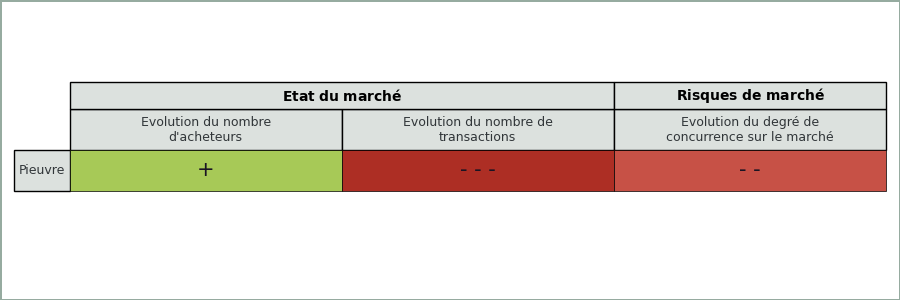 Etat du marché
Risques de marché
Evolution du nombre
d'acheteurs
Evolution du nombre de
transactions
Evolution du degré de
concurrence sur le marché
Pieuvre
+
- - -
- -